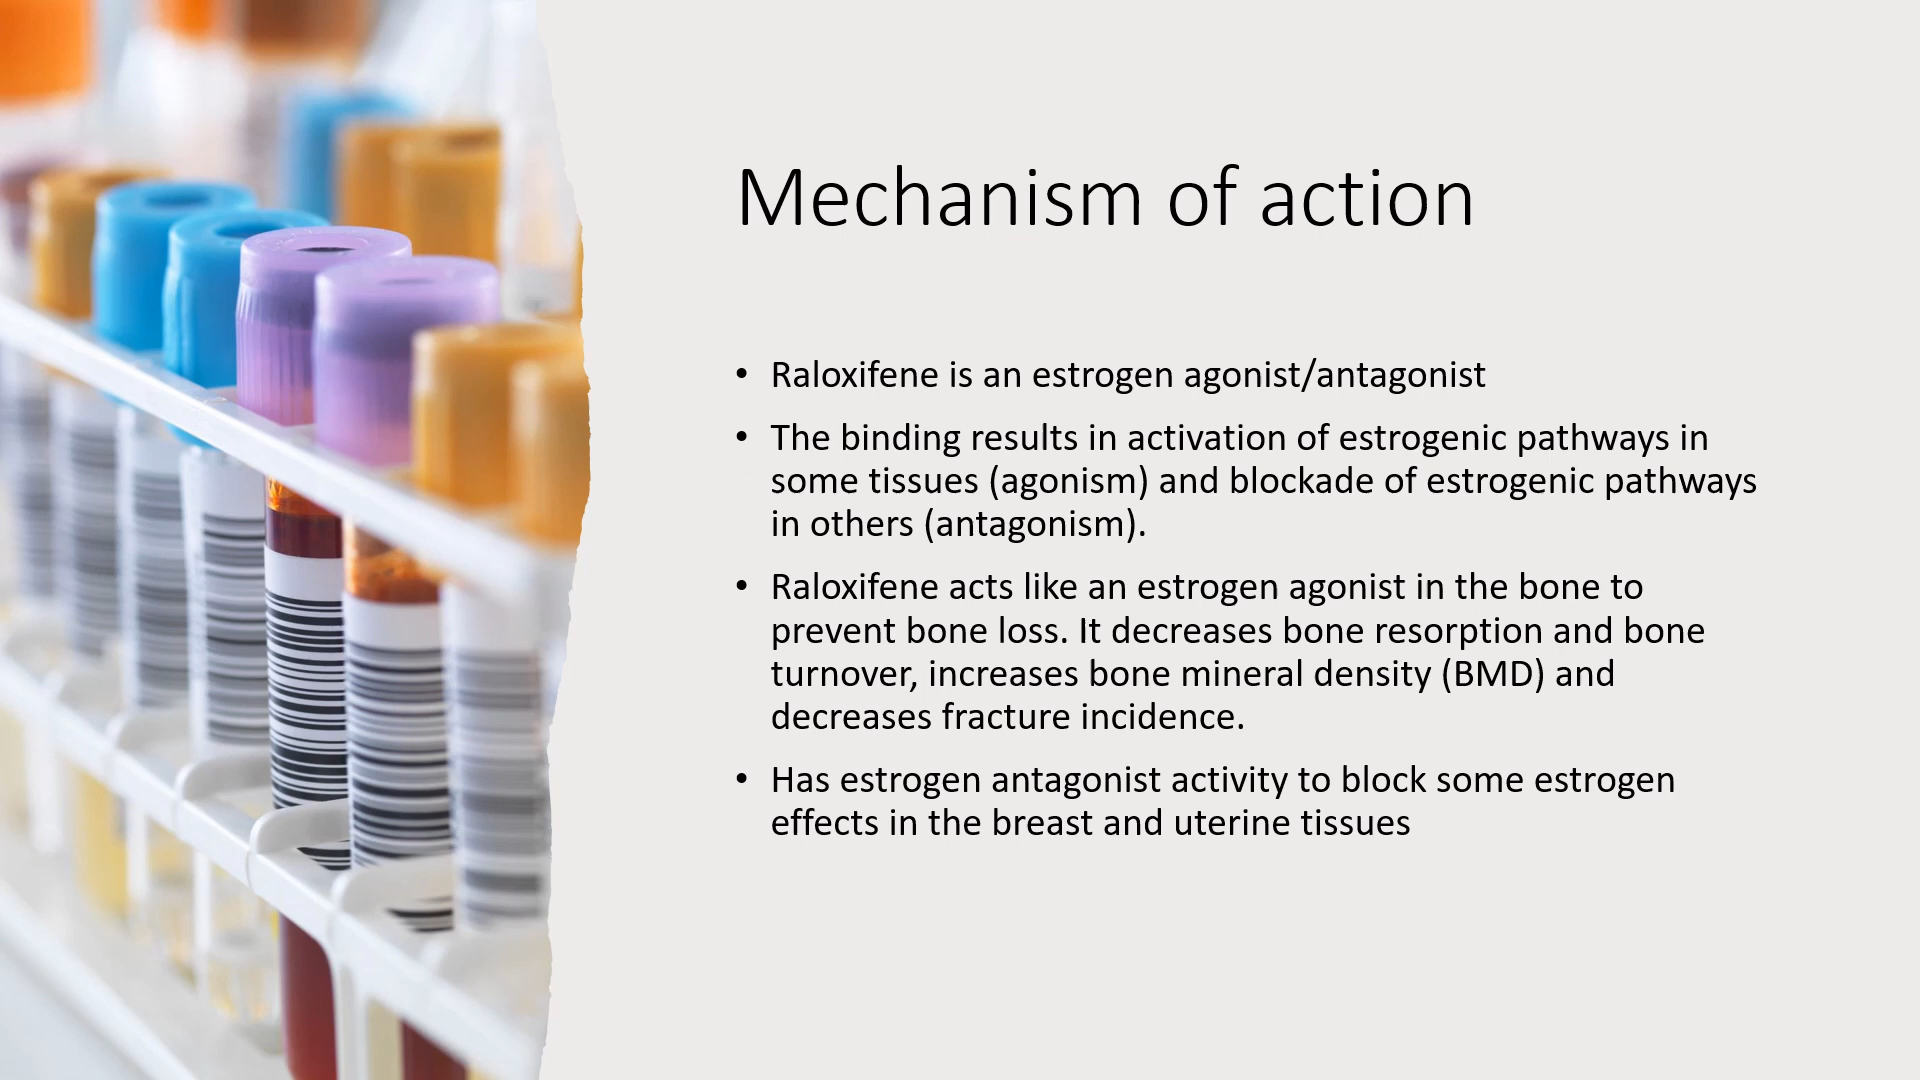 Mechanism of action
• Raloxifene is an estrogen agonist/antagonist
• The binding results in activation of estrogenic pathways in
some tissues (agonism) and blockade of estrogenic pathways
in others (antagonism).
• Raloxifene acts like an estrogen agonist in the bone to
prevent bone loss. It decreases bone resorption and bone
turnover, increases bone mineral density (BMD) and
decreases fracture incidence.
• Has estrogen antagonist activity to block some estrogen
effects in the breast and uterine tissues